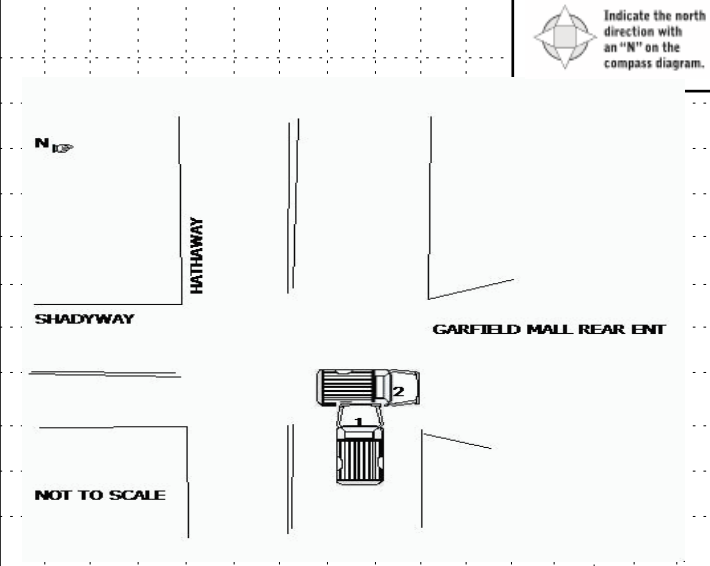 Indicate the north
direction with
an "N" on the
compass diagram.
N
HATHAWAY
SHADYWAY
GARFIELD MALL REAR ENT
2
1
NOT TO SCALE